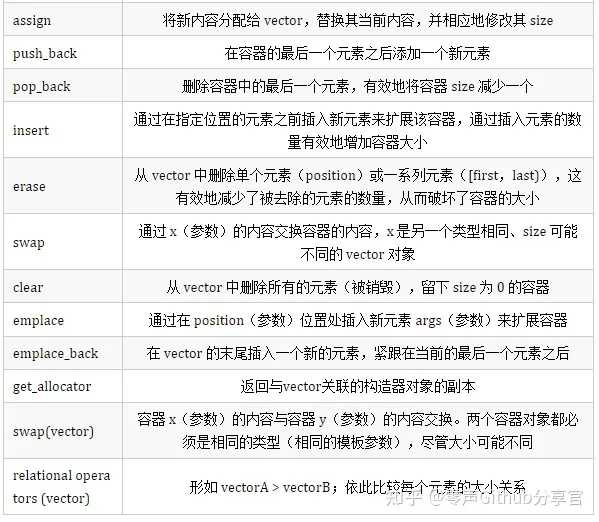 assign
将新内容分配给 vector，替换其当前内容，并相应地修改其 size
push_back
在容器的最后一个元素之后添加一个新元素
pop_back
删除容器中的最后一个元素，有效地将容器 size 减少一个
insert
通过在指定位置的元素之前插入新元素来扩展该容器，通过插入元素的数
量有效地增加容器大小
erase
从 vector 中删除单个元素（position）或一系列元素（[first，last)），这
有效地减少了被去除的元素的数量，从而破坏了容器的大小
swap
通过 x（参数）的内容交换容器的内容，x 是另一个类型相同、size 可能
不同的 vector 对象
clear
从 vector 中删除所有的元素（被销毁），留下 size 为 0 的容器
emplace
通过在 position（参数）位置处插入新元素 args（参数）来扩展容器
emplace_back
在 vector 的末尾插入一个新的元素，紧跟在当前的最后一个元素之后
get_allocator
返回与vector关联的构造器对象的副本
swap(vector)
容器 x（参数）的内容与容器 y（参数）的内容交换。两个容器对象都必
须是相同的类型（相同的模板参数），尽管大小可能不同
relational opera
tors (vector)
形如 vectorA > vectorB；依此比较每个元素的大小关系
知乎 @零声Github分享官